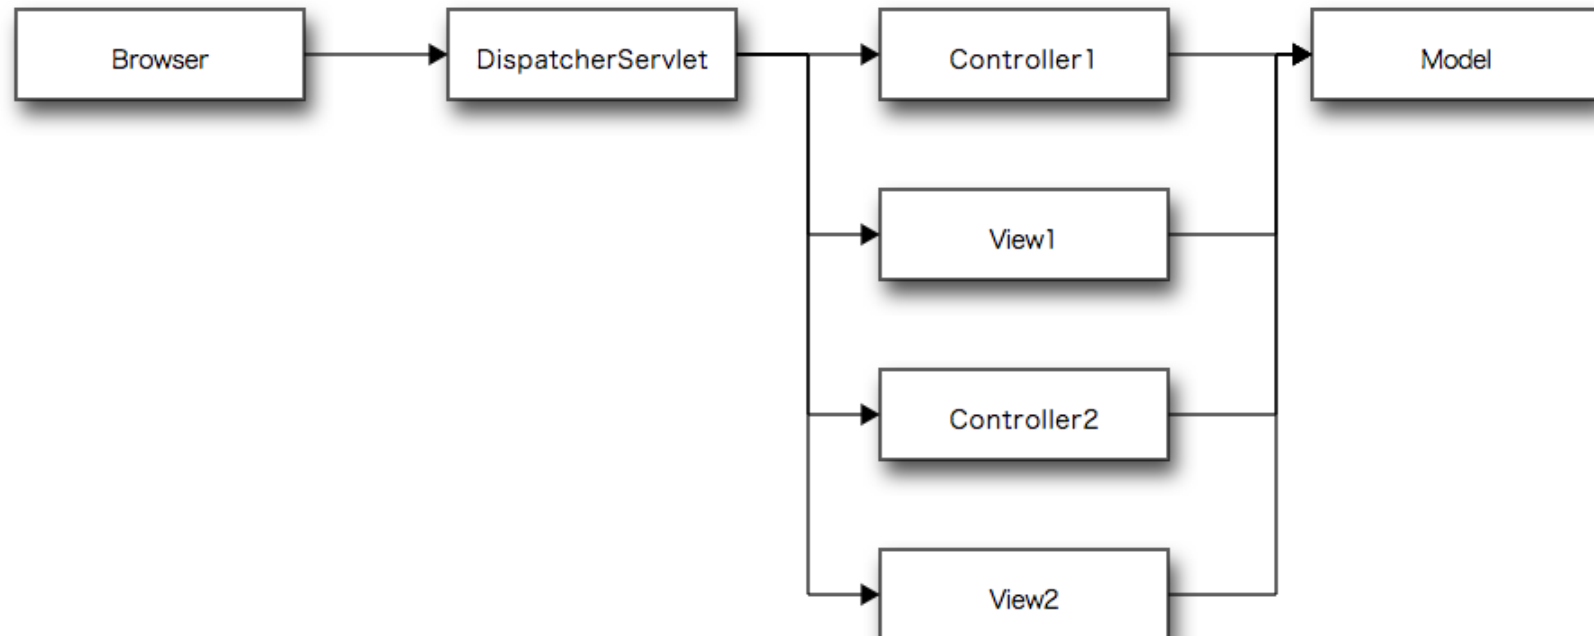 Browser
DispatcherServlet
Controller1
Model
View1
Controller2
View2